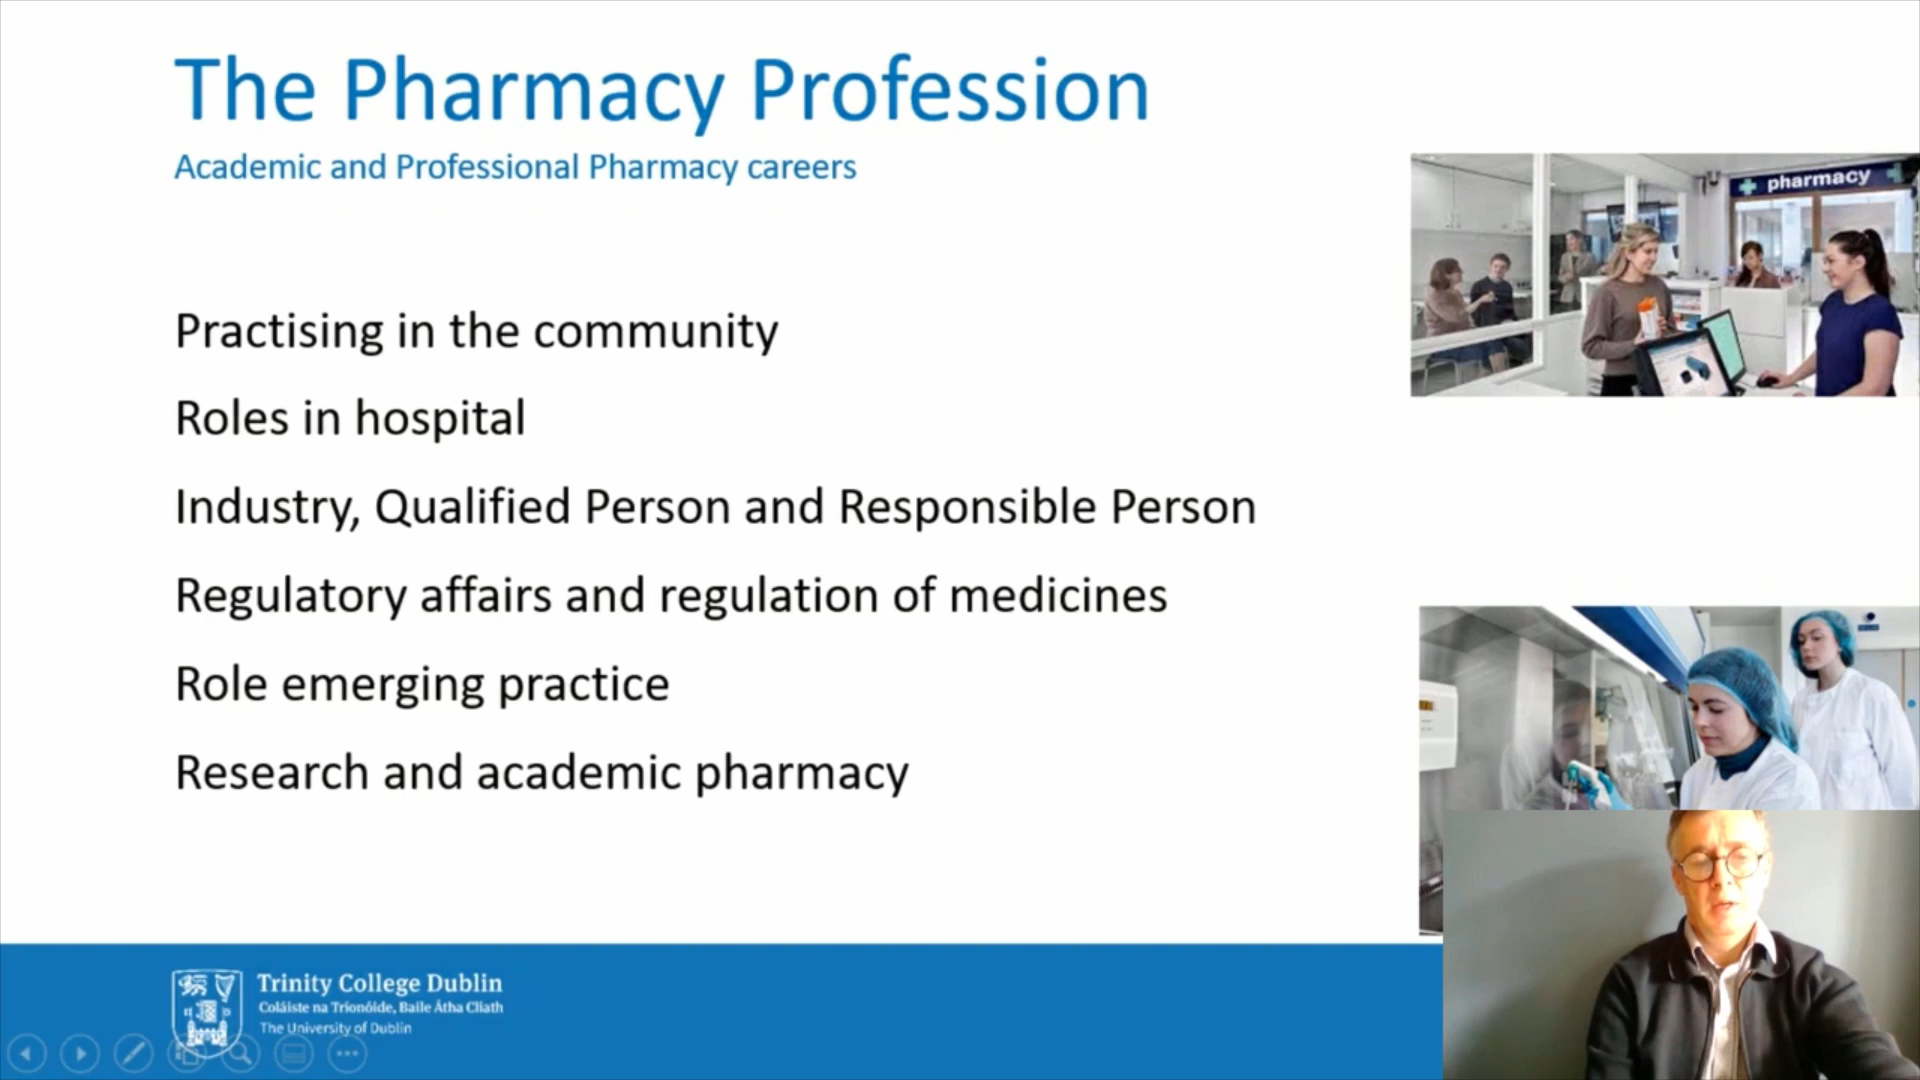 The Pharmacy Profession
Academic and Professional Pharmacy careers
pharmacy
Practising in the community
Roles in hospital
Industry, Qualified Person and Responsible Person
Regulatory affairs and regulation of medicines
Role emerging practice
Research and academic pharmacy
Trinity College Dublin
Coláiste na Tríonóide, Baile Átha Cliath
The University of Dublin